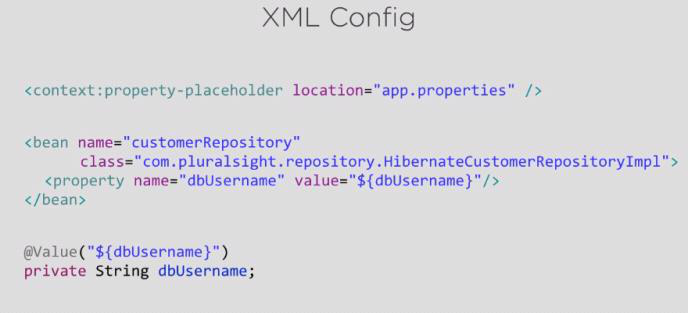 XML Config
<context:property-placeholder location="app.properties" />
<bean name="customerRepository"
class="com.pluralsight.repository.HibernateCustomerRepositoryImpl">
<property name="dbUsername" value="${dbUsername}"/>
</bean>
@Value("${dbUsername}")
private String dbUsername;